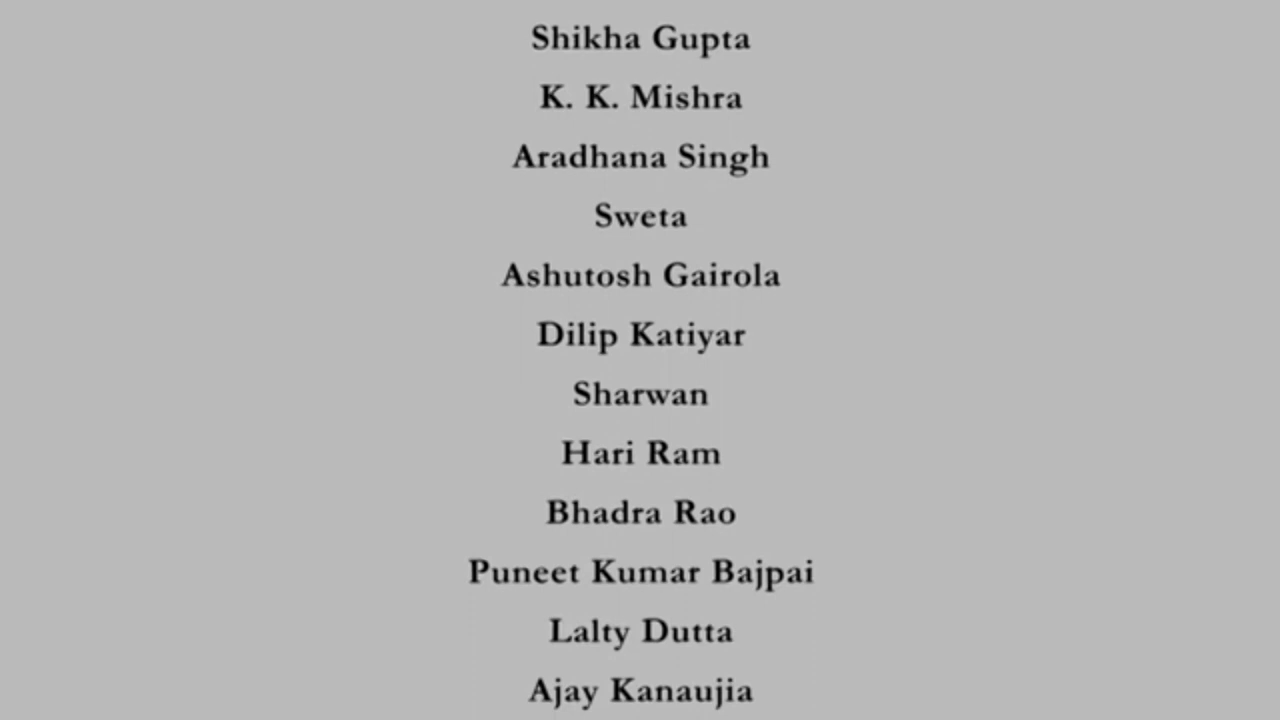 Shikha Gupta
K. K. Mishra
Aradhana Singh
Sweta
Ashutosh Gairola
Dilip Katiyar
Sharwan
Hari Ram
Bhadra Rao
Puneet Kumar Bajpai
Lalty Dutta
Ajay Kanaujia